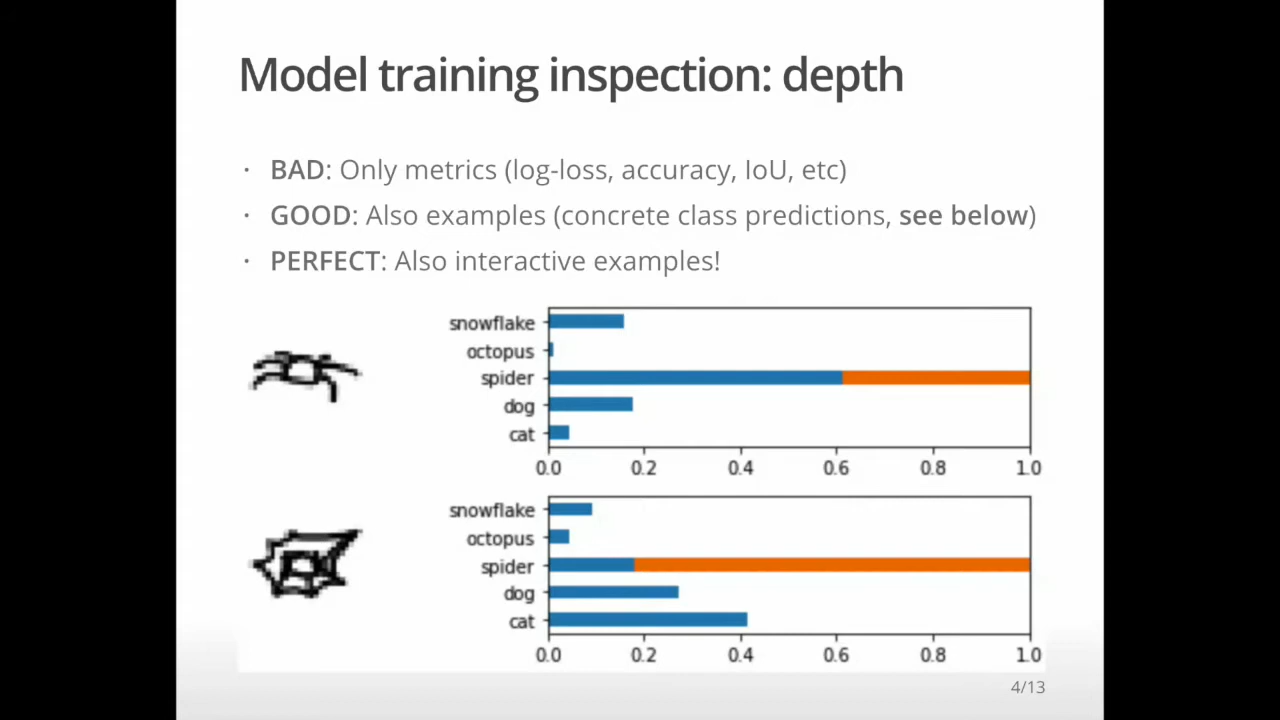 Model training inspection: depth
· BAD: Only metrics (log-loss, accuracy, IoU, etc)
· GOOD: Also examples (concrete class predictions, see below)
· PERFECT: Also interactive examples!
snowflake
octopus
spider
dog
cat
0.0 0.2 0.4 0.6 0.8 1.0
snowflake
octopus
spider
dog
cat
0.0 0.2 0.4 0.6 0.8 1.0
4/13